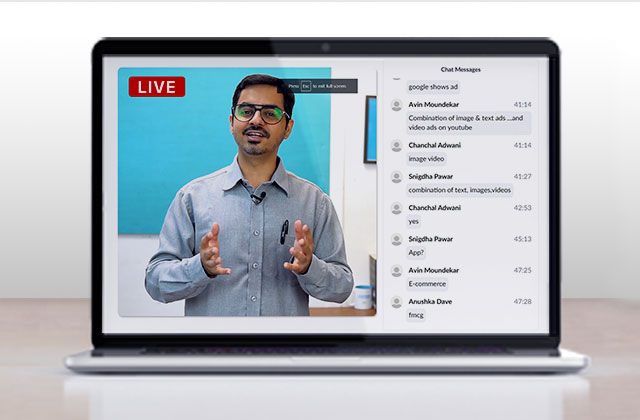 LIVE
Press Esc to exit full screen
Chat Messages
google shows ad
Avin Moundekar 41:14
Combination of image & text ads ...and
video ads on youtube
Chanchal Adwani 41:14
image video
Snigdha Pawar 41:27
combination of text, images,videos
Chanchal Adwani 42:53
yes
Snigdha Pawar 45:13
App?
Avin Moundekar 47:25
E-commerce
Anushka Dave 47:28
fmcg